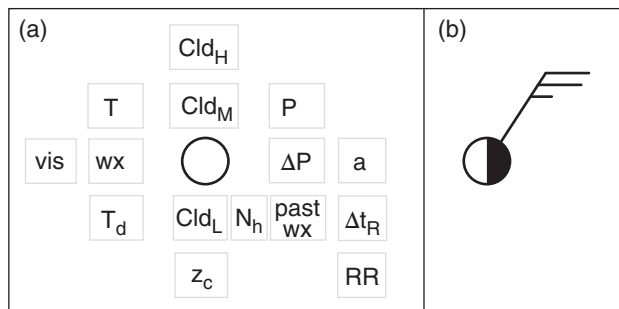 (a)
(b)
Cld_H
T
Cld_M
P
vis
wx
ΔP
a
T_d
Cld_L
N_h
past
wx
Δt_R
z_c
RR